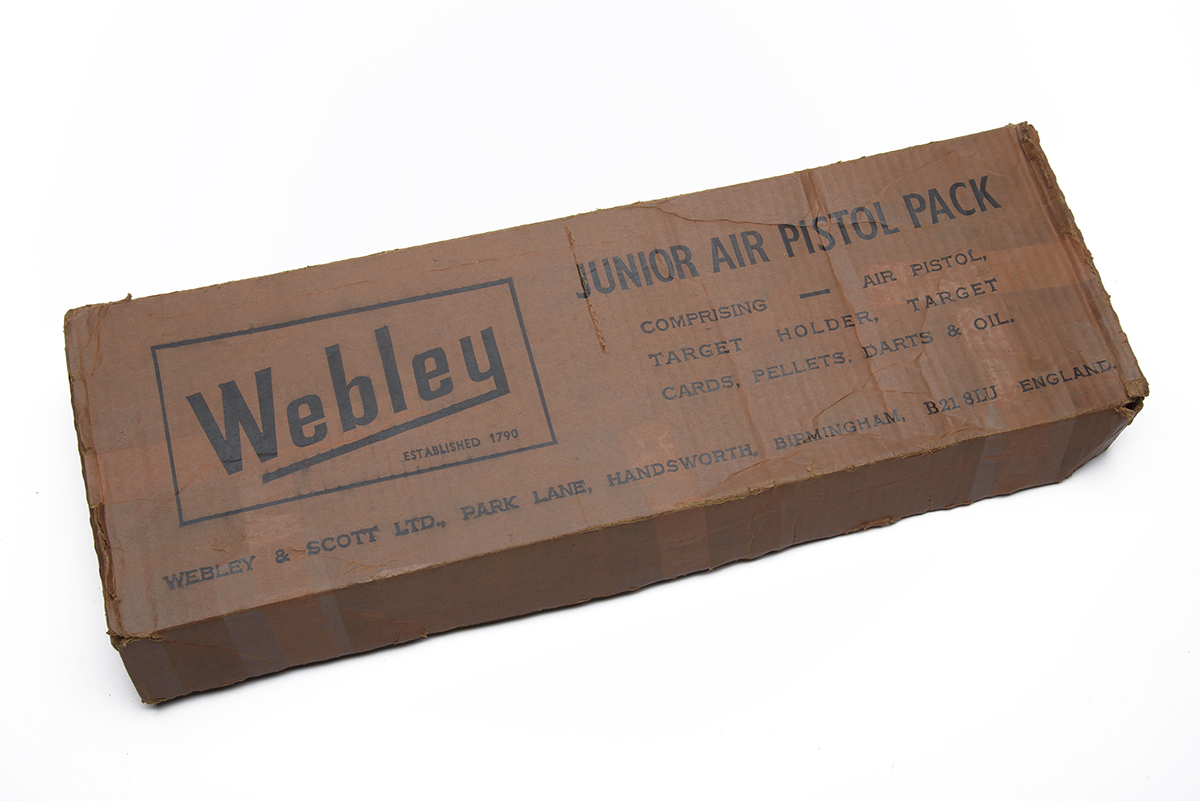 Webley
ESTABLISHED 1790
JUNIOR AIR PISTOL PACK
COMPRISING — AIR PISTOL,
TARGET HOLDER, TARGET
CARDS, PELLETS, DARTS & OIL.
WEBLEY & SCOTT LTD., PARK LANE, HANDSWORTH, BIRMINGHAM, B21 8LU ENGLAND.